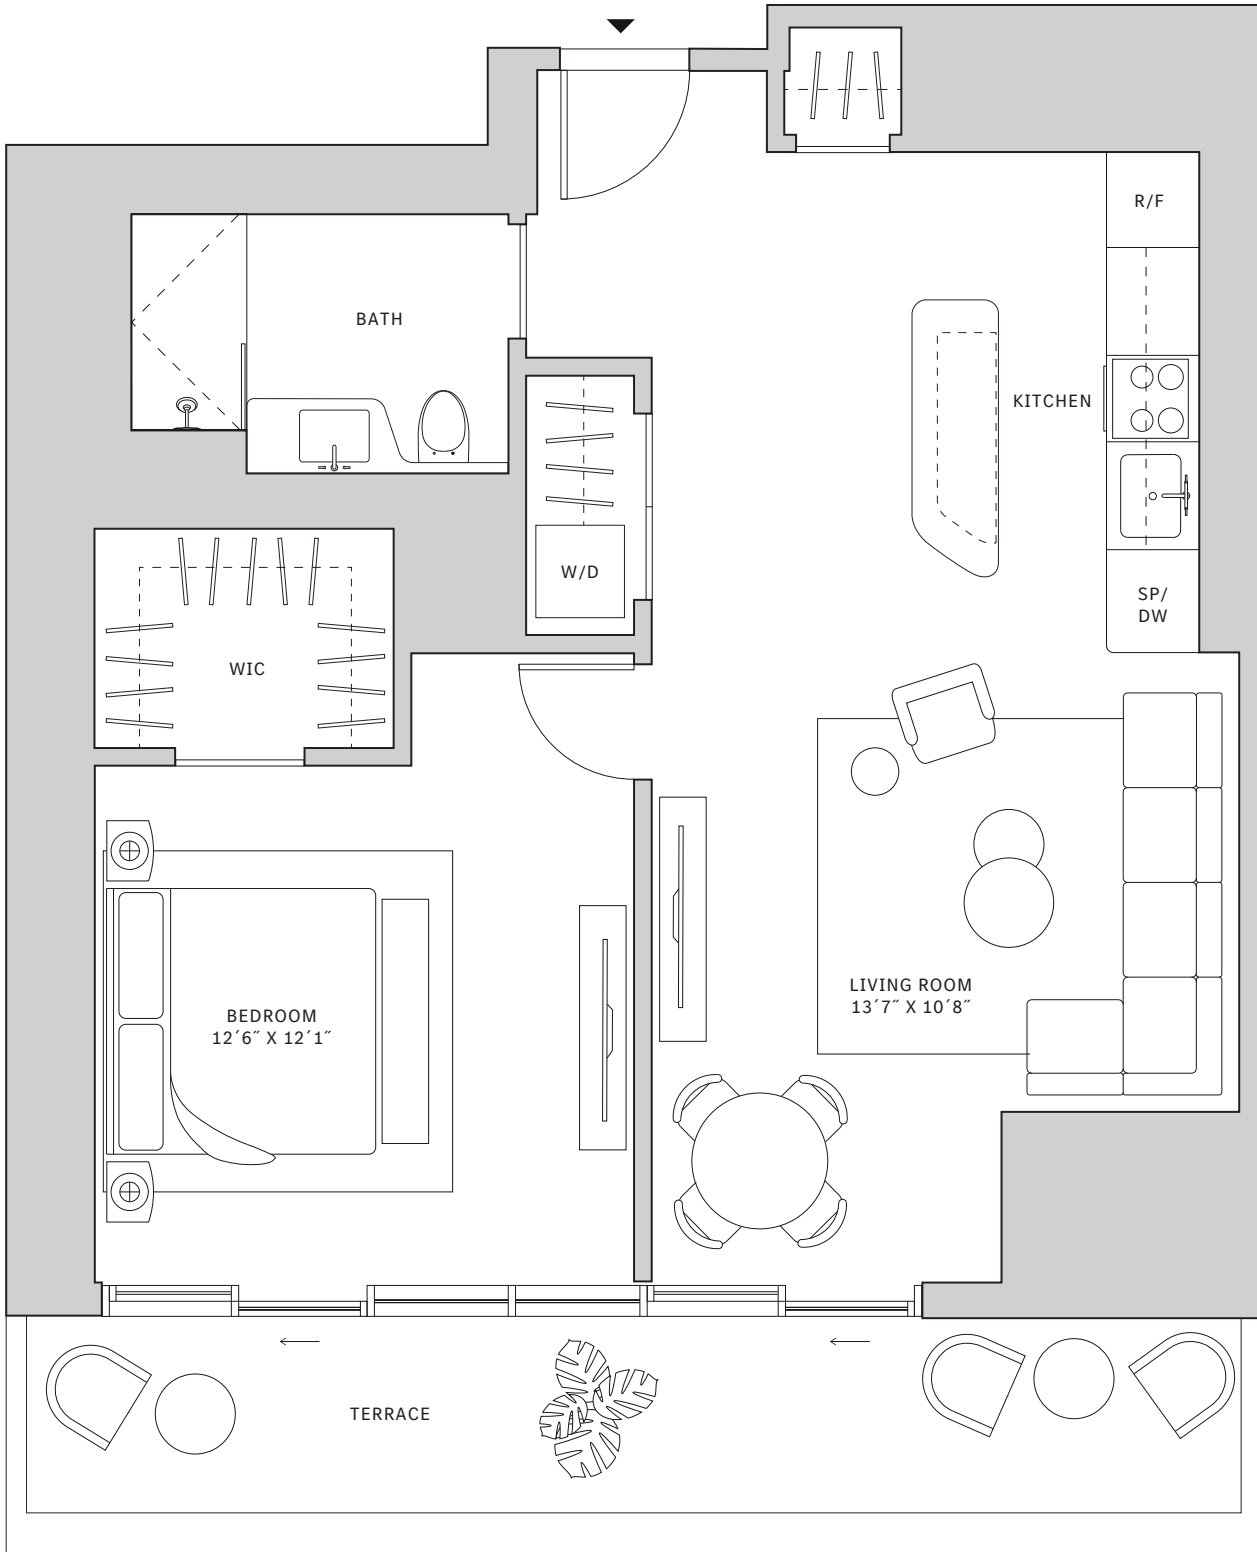 R/F
BATH
KITCHEN
W/D
SP/
DW
WIC
LIVING ROOM
13´7˝ X 10´8˝
BEDROOM
12´6˝ X 12´1˝
TERRACE